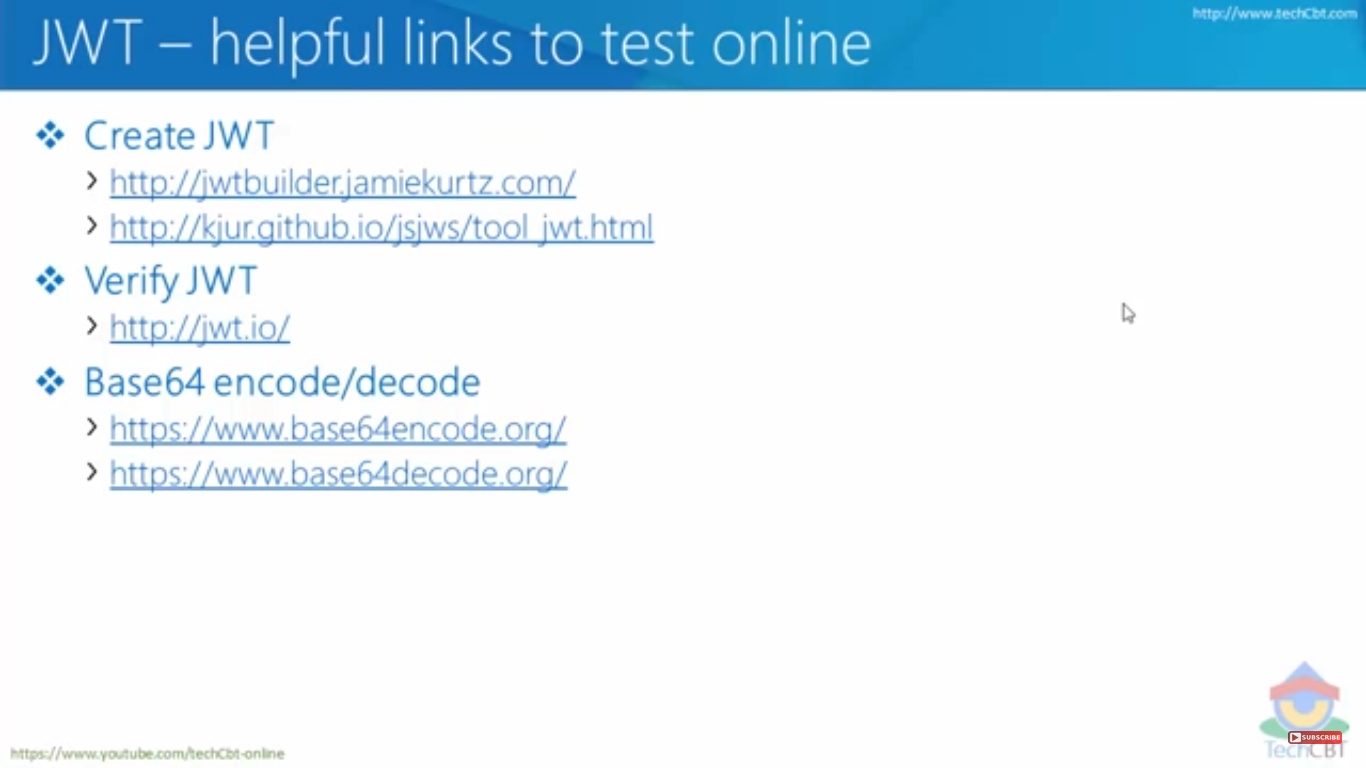 http://www.techCbt.com
JWT – helpful links to test online
Create JWT
http://jwtbuilder.jamiekurtz.com/
http://kjur.github.io/jsjws/tool_jwt.html
Verify JWT
http://jwt.io/
Base64 encode/decode
https://www.base64encode.org/
https://www.base64decode.org/
SUBSCRIBE
TechCBT
https://www.youtube.com/techCbt-online